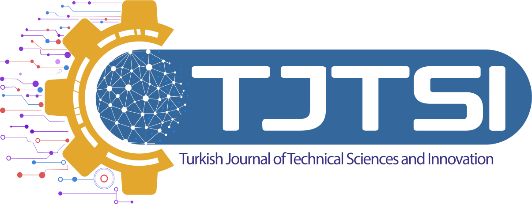 TJTSI
Turkish Journal of Technical Sciences and Innovation